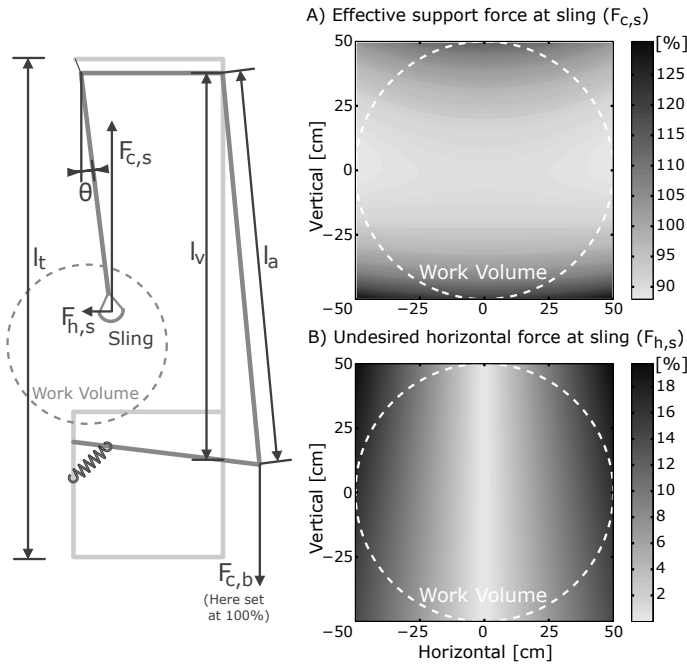 A) Effective support force at sling (F_c,s)
[%]
50
25
0
−25
−50
Vertical [cm]
Work Volume
−50
−25
0
25
50
125
120
115
110
105
100
95
90
B) Undesired horizontal force at sling (F_h,s)
[%]
50
25
0
−25
−50
Vertical [cm]
Work Volume
−50
−25
0
25
50
Horizontal [cm]
18
16
14
12
10
8
6
4
2
F_c,s
θ
l_t
l_v
l_a
F_h,s
Sling
Work Volume
F_c,b
(Here set
at 100%)